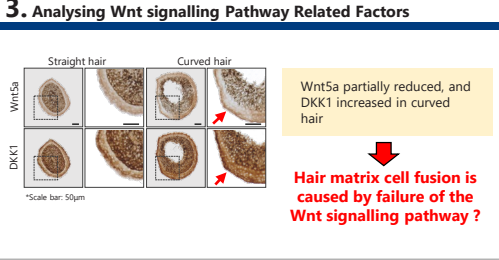 3. Analysing Wnt signalling Pathway Related Factors
Straight hair
Curved hair
Wnt5a
DKK1
*Scale bar: 50μm
Wnt5a partially reduced, and
DKK1 increased in curved
hair
Hair matrix cell fusion is
caused by failure of the
Wnt signalling pathway ?